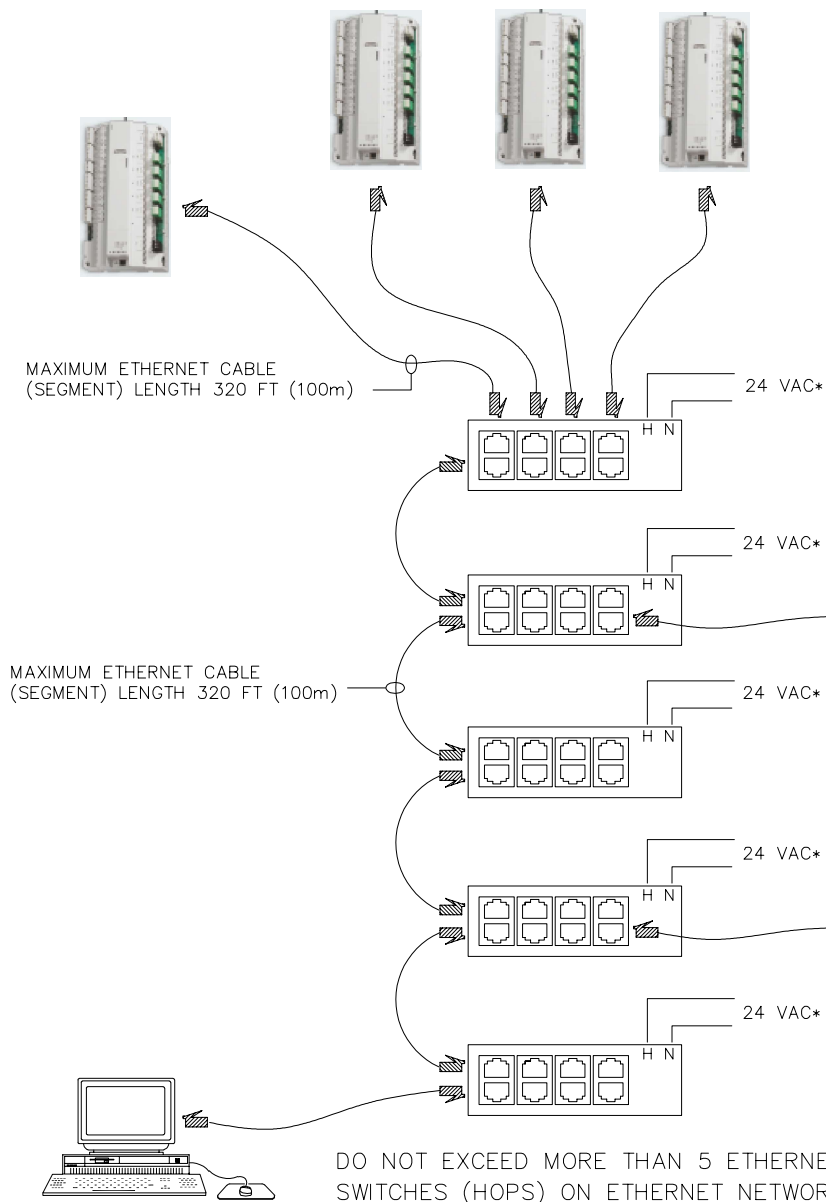 MAXIMUM ETHERNET CABLE
(SEGMENT) LENGTH 320 FT (100m)
24 VAC*
H N
24 VAC*
H N
MAXIMUM ETHERNET CABLE
(SEGMENT) LENGTH 320 FT (100m)
24 VAC*
H N
24 VAC*
H N
24 VAC*
H N
DO NOT EXCEED MORE THAN 5 ETHERNE
SWITCHES (HOPS) ON ETHERNET NETWOR